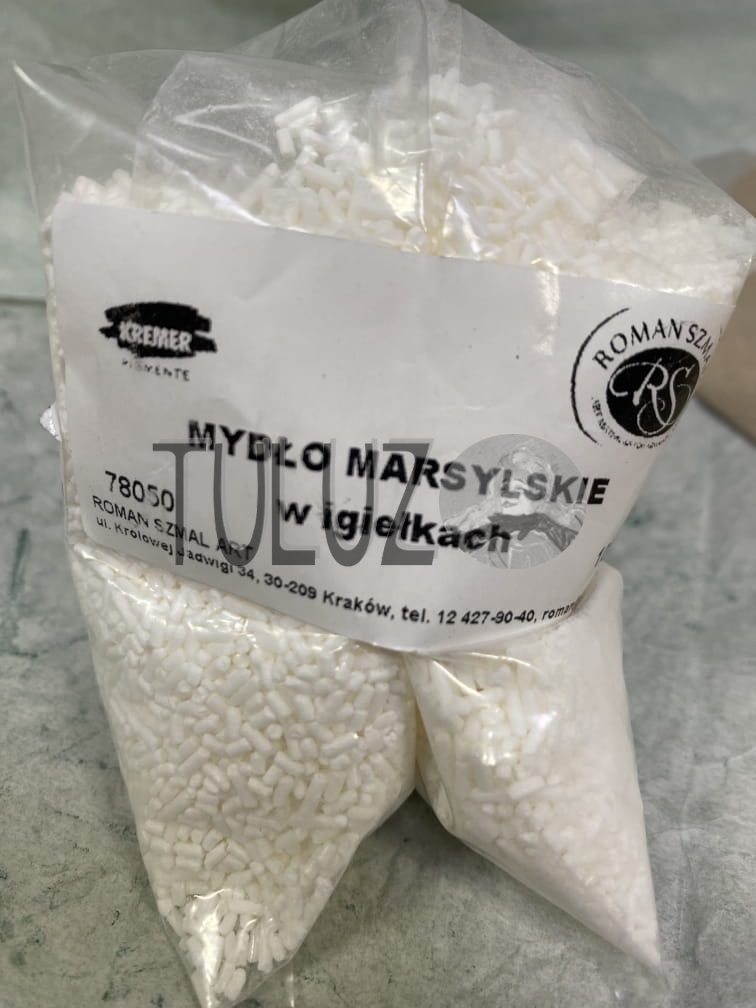 KREMER
PIGMENTE
ROMAN SZMA
RS
MYDŁO MARSYLSKIE
w igiełkach
78050
ROMAN SZMAL ART
ul. Królowej Jadwigi 34, 30-209 Kraków, tel. 12 427-90-40, roman
TULUZ